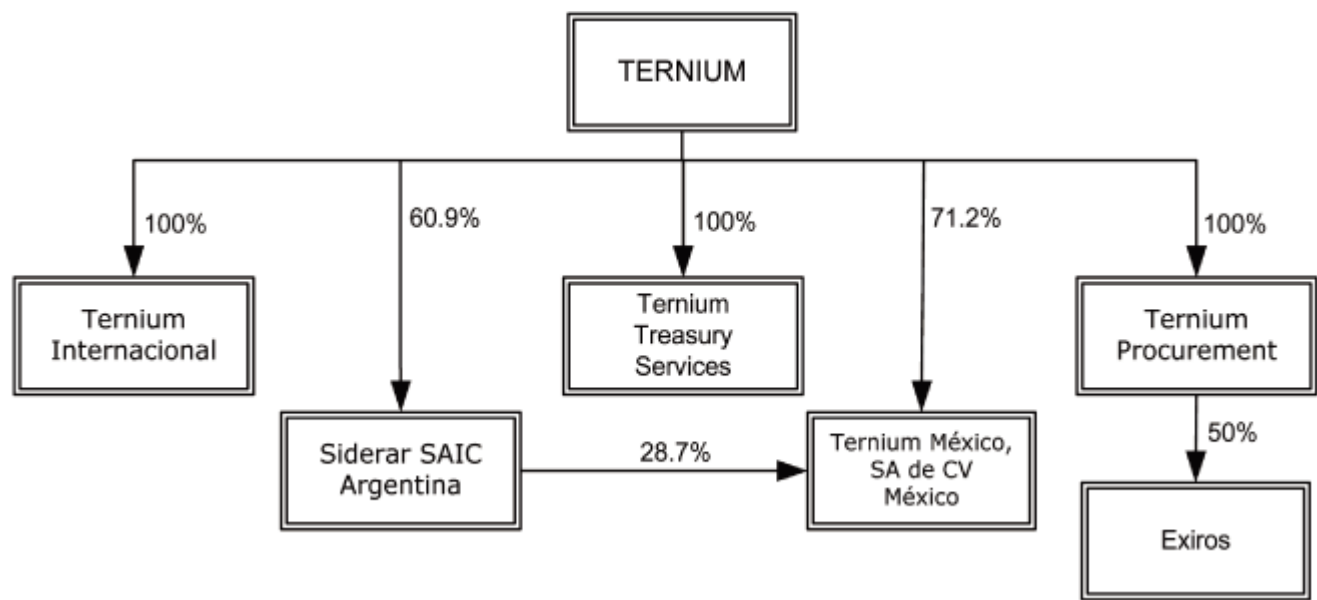 TERNIUM
100%
60.9%
100%
71.2%
100%
Ternium
Internacional
Ternium
Treasury
Services
Ternium
Procurement
Siderar SAIC
Argentina
28.7%
Ternium México,
SA de CV
México
50%
Exiros